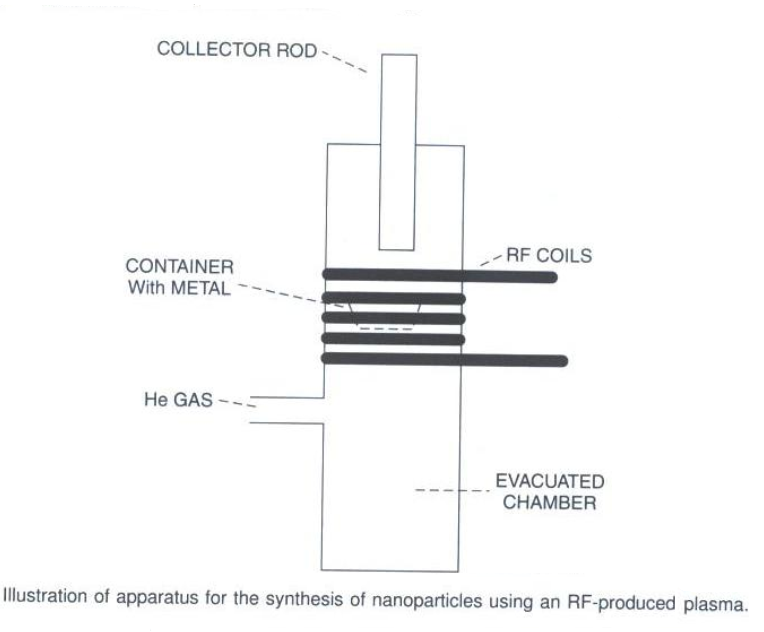 COLLECTOR ROD
RF COILS
CONTAINER
With METAL
He GAS
EVACUATED
CHAMBER
Illustration of apparatus for the synthesis of nanoparticles using an RF-produced plasma.